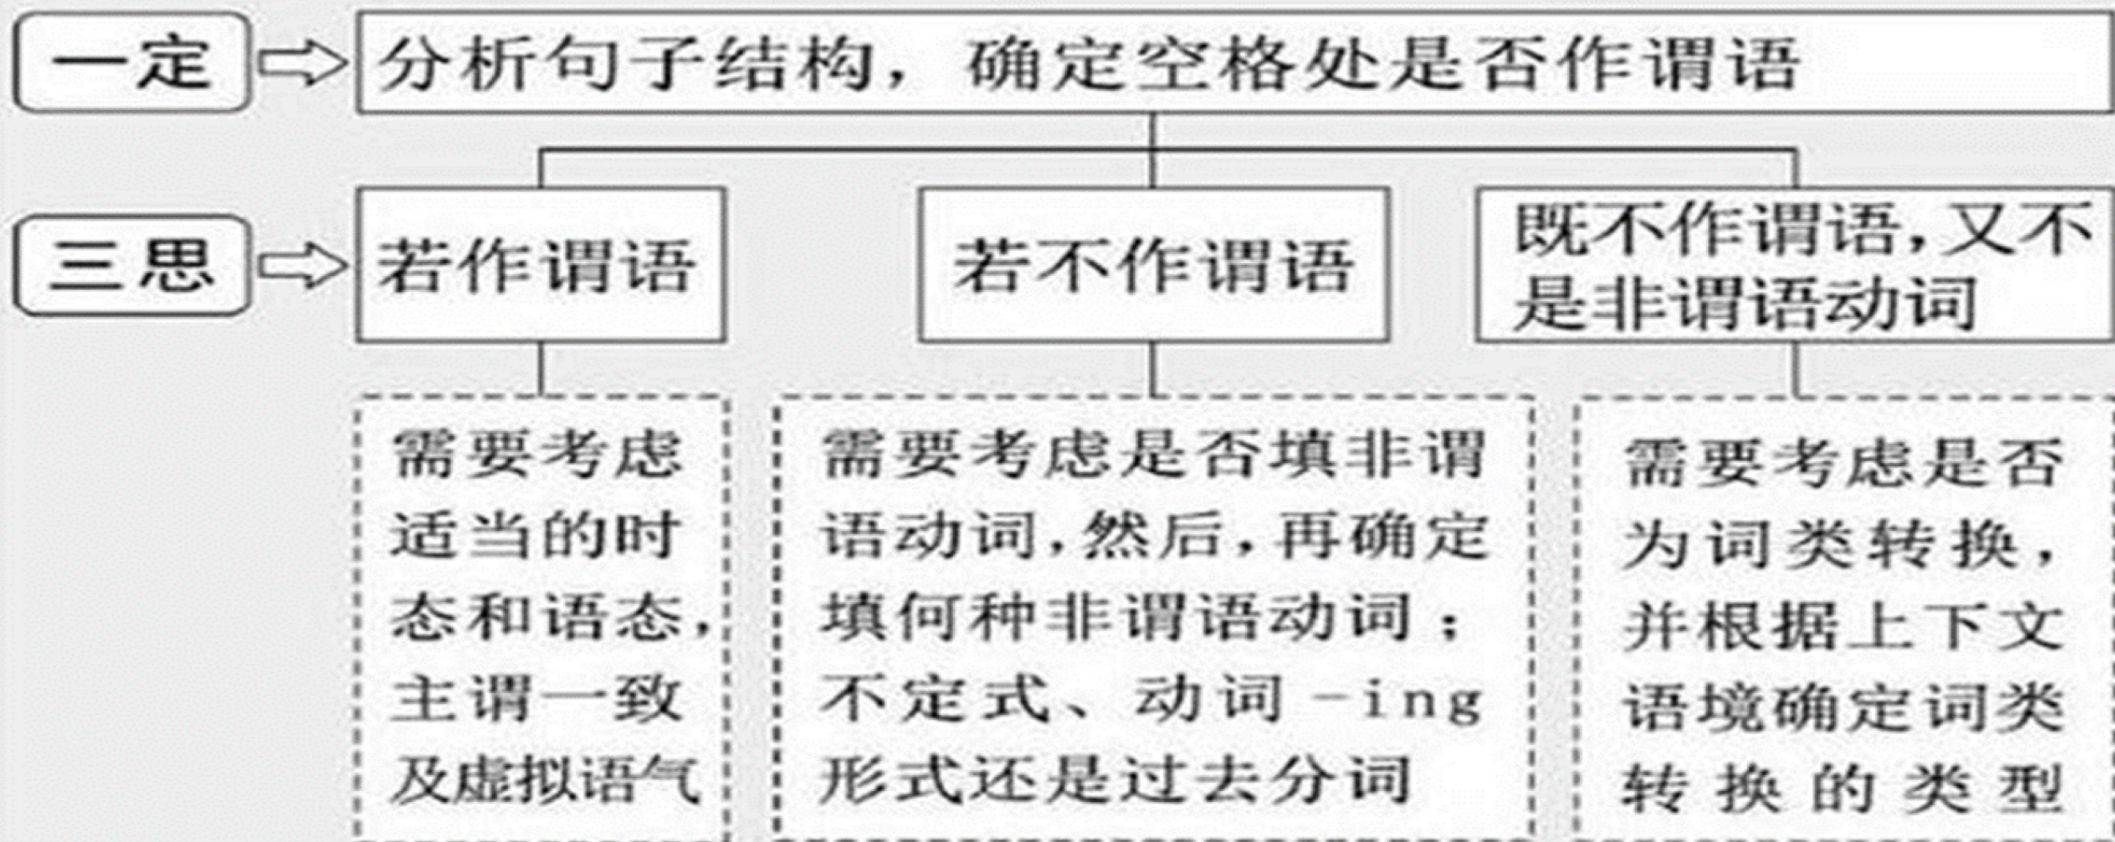 一定
分析句子结构，确定空格处是否作谓语
三思
若作谓语
若不作谓语
既不作谓语，又不
是非谓语动词
需要考虑
适当的时
态和语态，
主谓一致
及虚拟语气
需要考虑是否填非谓
语动词，然后，再确定
填何种非谓语动词；
不定式、动词-ing
形式还是过去分词
需要考虑是否
为词类转换，
并根据上下文
语境确定词类
转换的类型